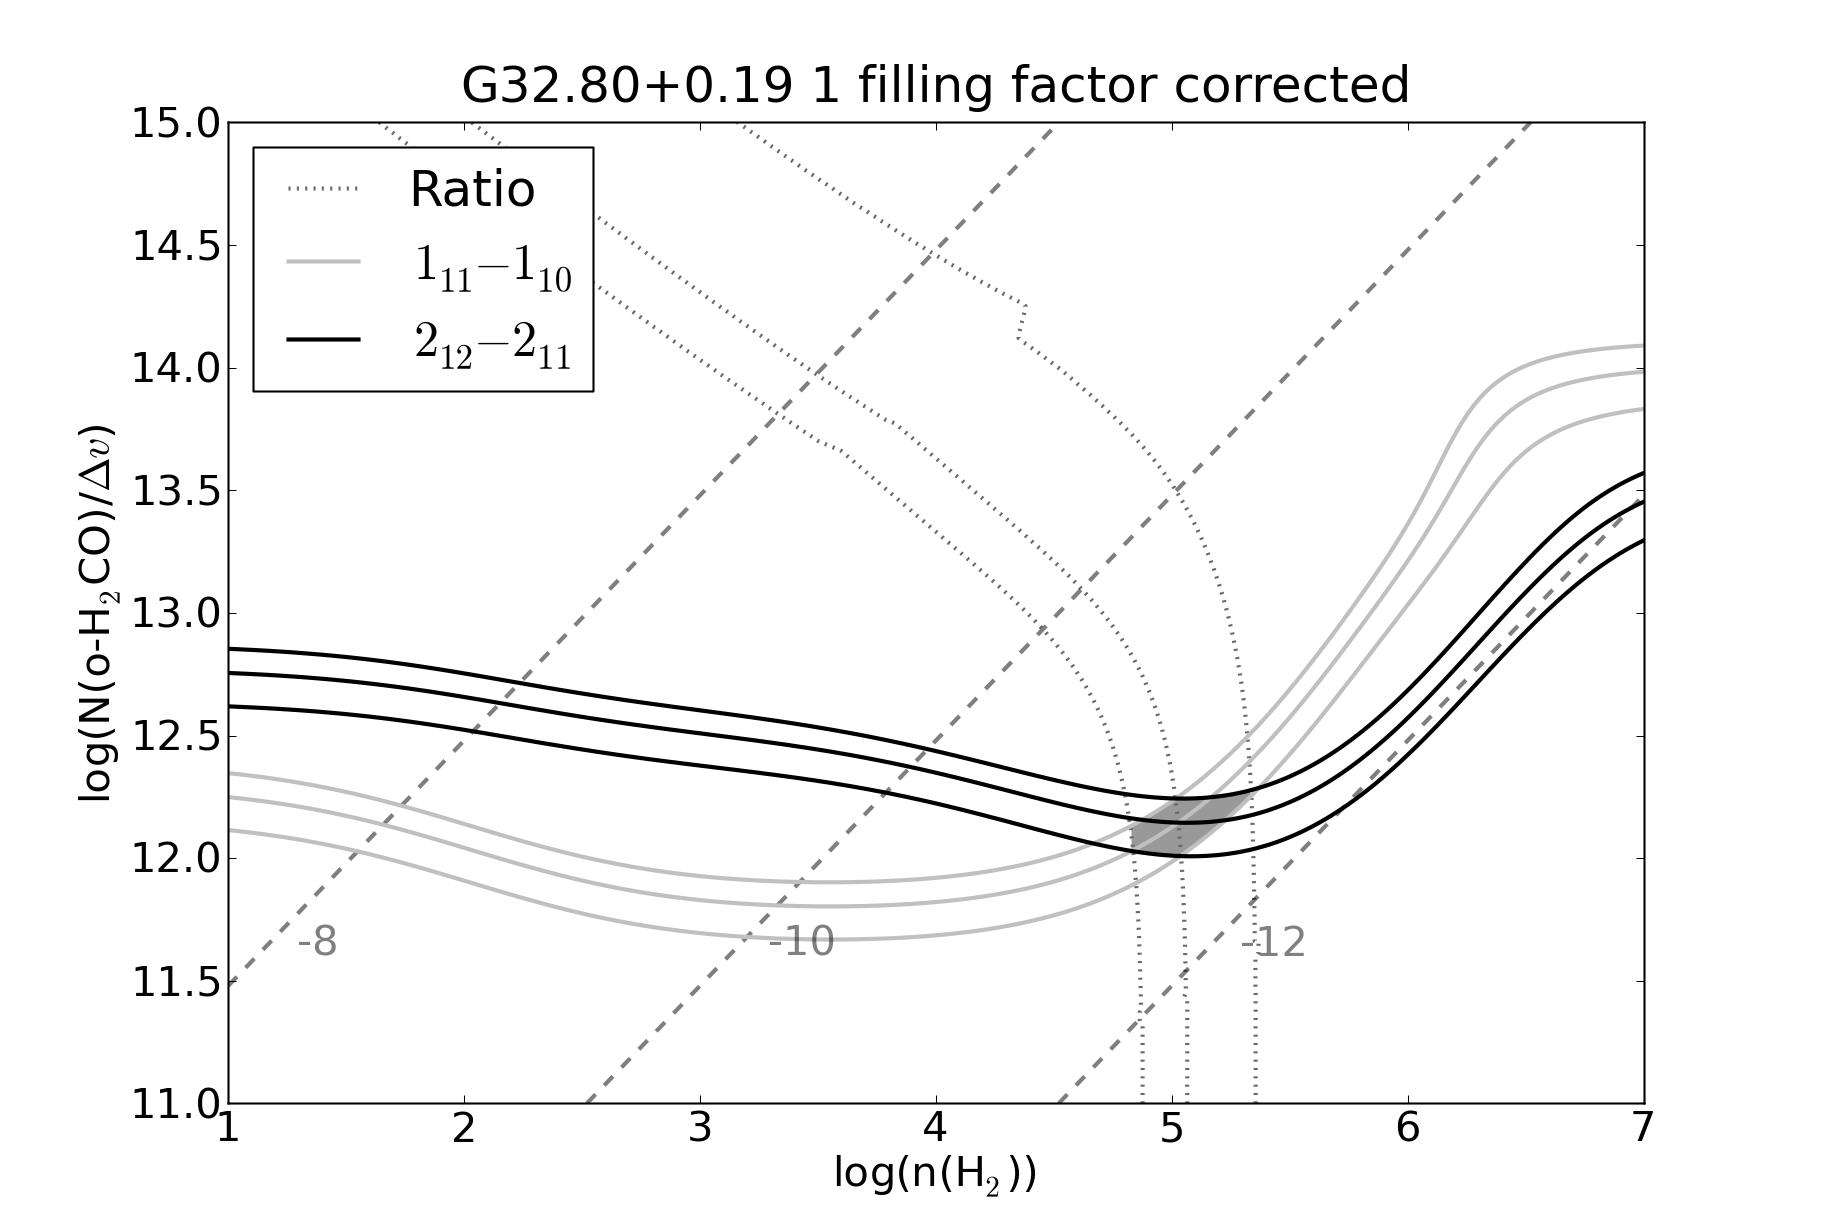 G32.80+0.19 1 filling factor corrected
15.0
14.5
14.0
13.5
13.0
12.5
12.0
11.5
11.0
log(N(o-H₂CO)/Δv)
Ratio
1₁₁−1₁₀
2₁₂−2₁₁
-8
-10
-12
1 2 3 4 5 6 7
log(n(H₂))